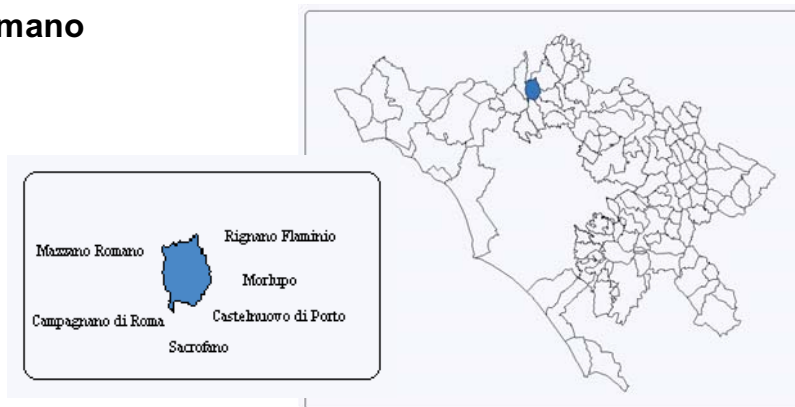 mano
Rignano Flaminio
Mazzano Romano
Morlupo
Castelnuovo di Porto
Campagnano di Roma
Sacrofano